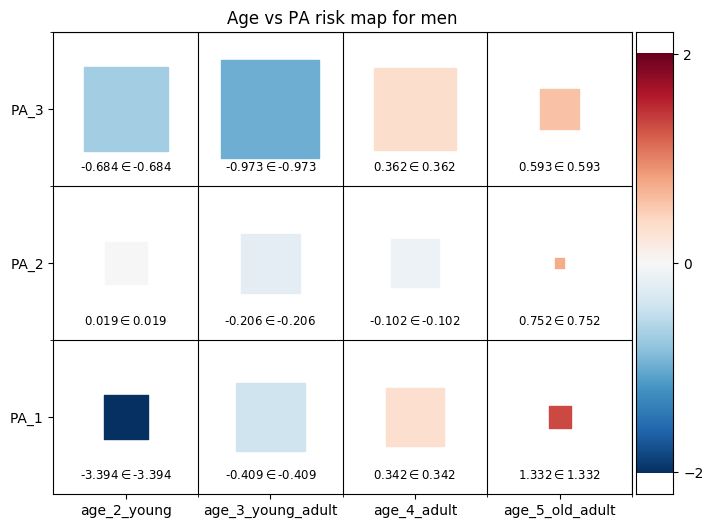 Age vs PA risk map for men
PA_3
-0.684∈-0.684
-0.973∈-0.973
0.362∈0.362
0.593∈0.593
PA_2
0.019∈0.019
-0.206∈-0.206
-0.102∈-0.102
0.752∈0.752
PA_1
-3.394∈-3.394
-0.409∈-0.409
0.342∈0.342
1.332∈1.332
age_2_young
age_3_young_adult
age_4_adult
age_5_old_adult
2
0
−2